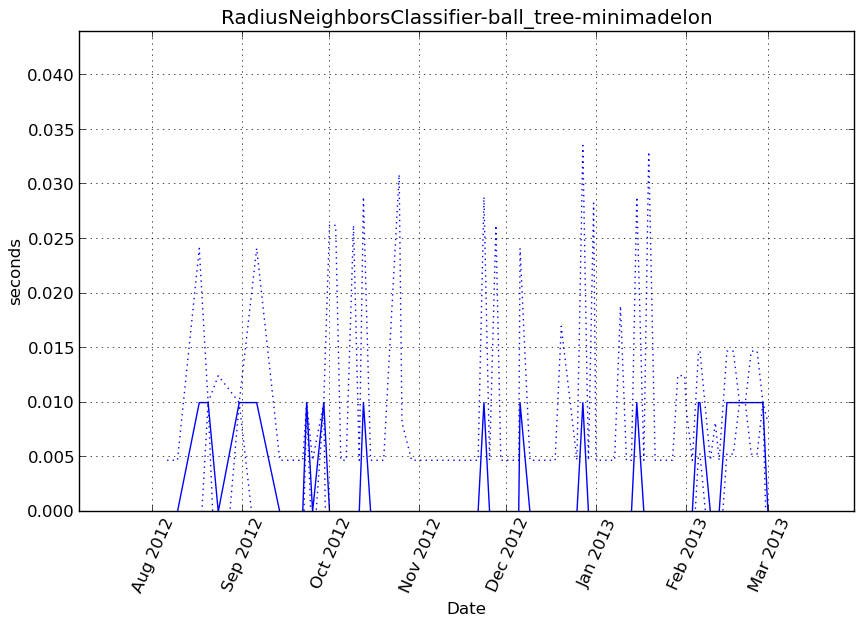 RadiusNeighborsClassifier-ball_tree-minimadelon
seconds
0.040
0.035
0.030
0.025
0.020
0.015
0.010
0.005
0.000
Aug 2012
Sep 2012
Oct 2012
Nov 2012
Dec 2012
Jan 2013
Feb 2013
Mar 2013
Date